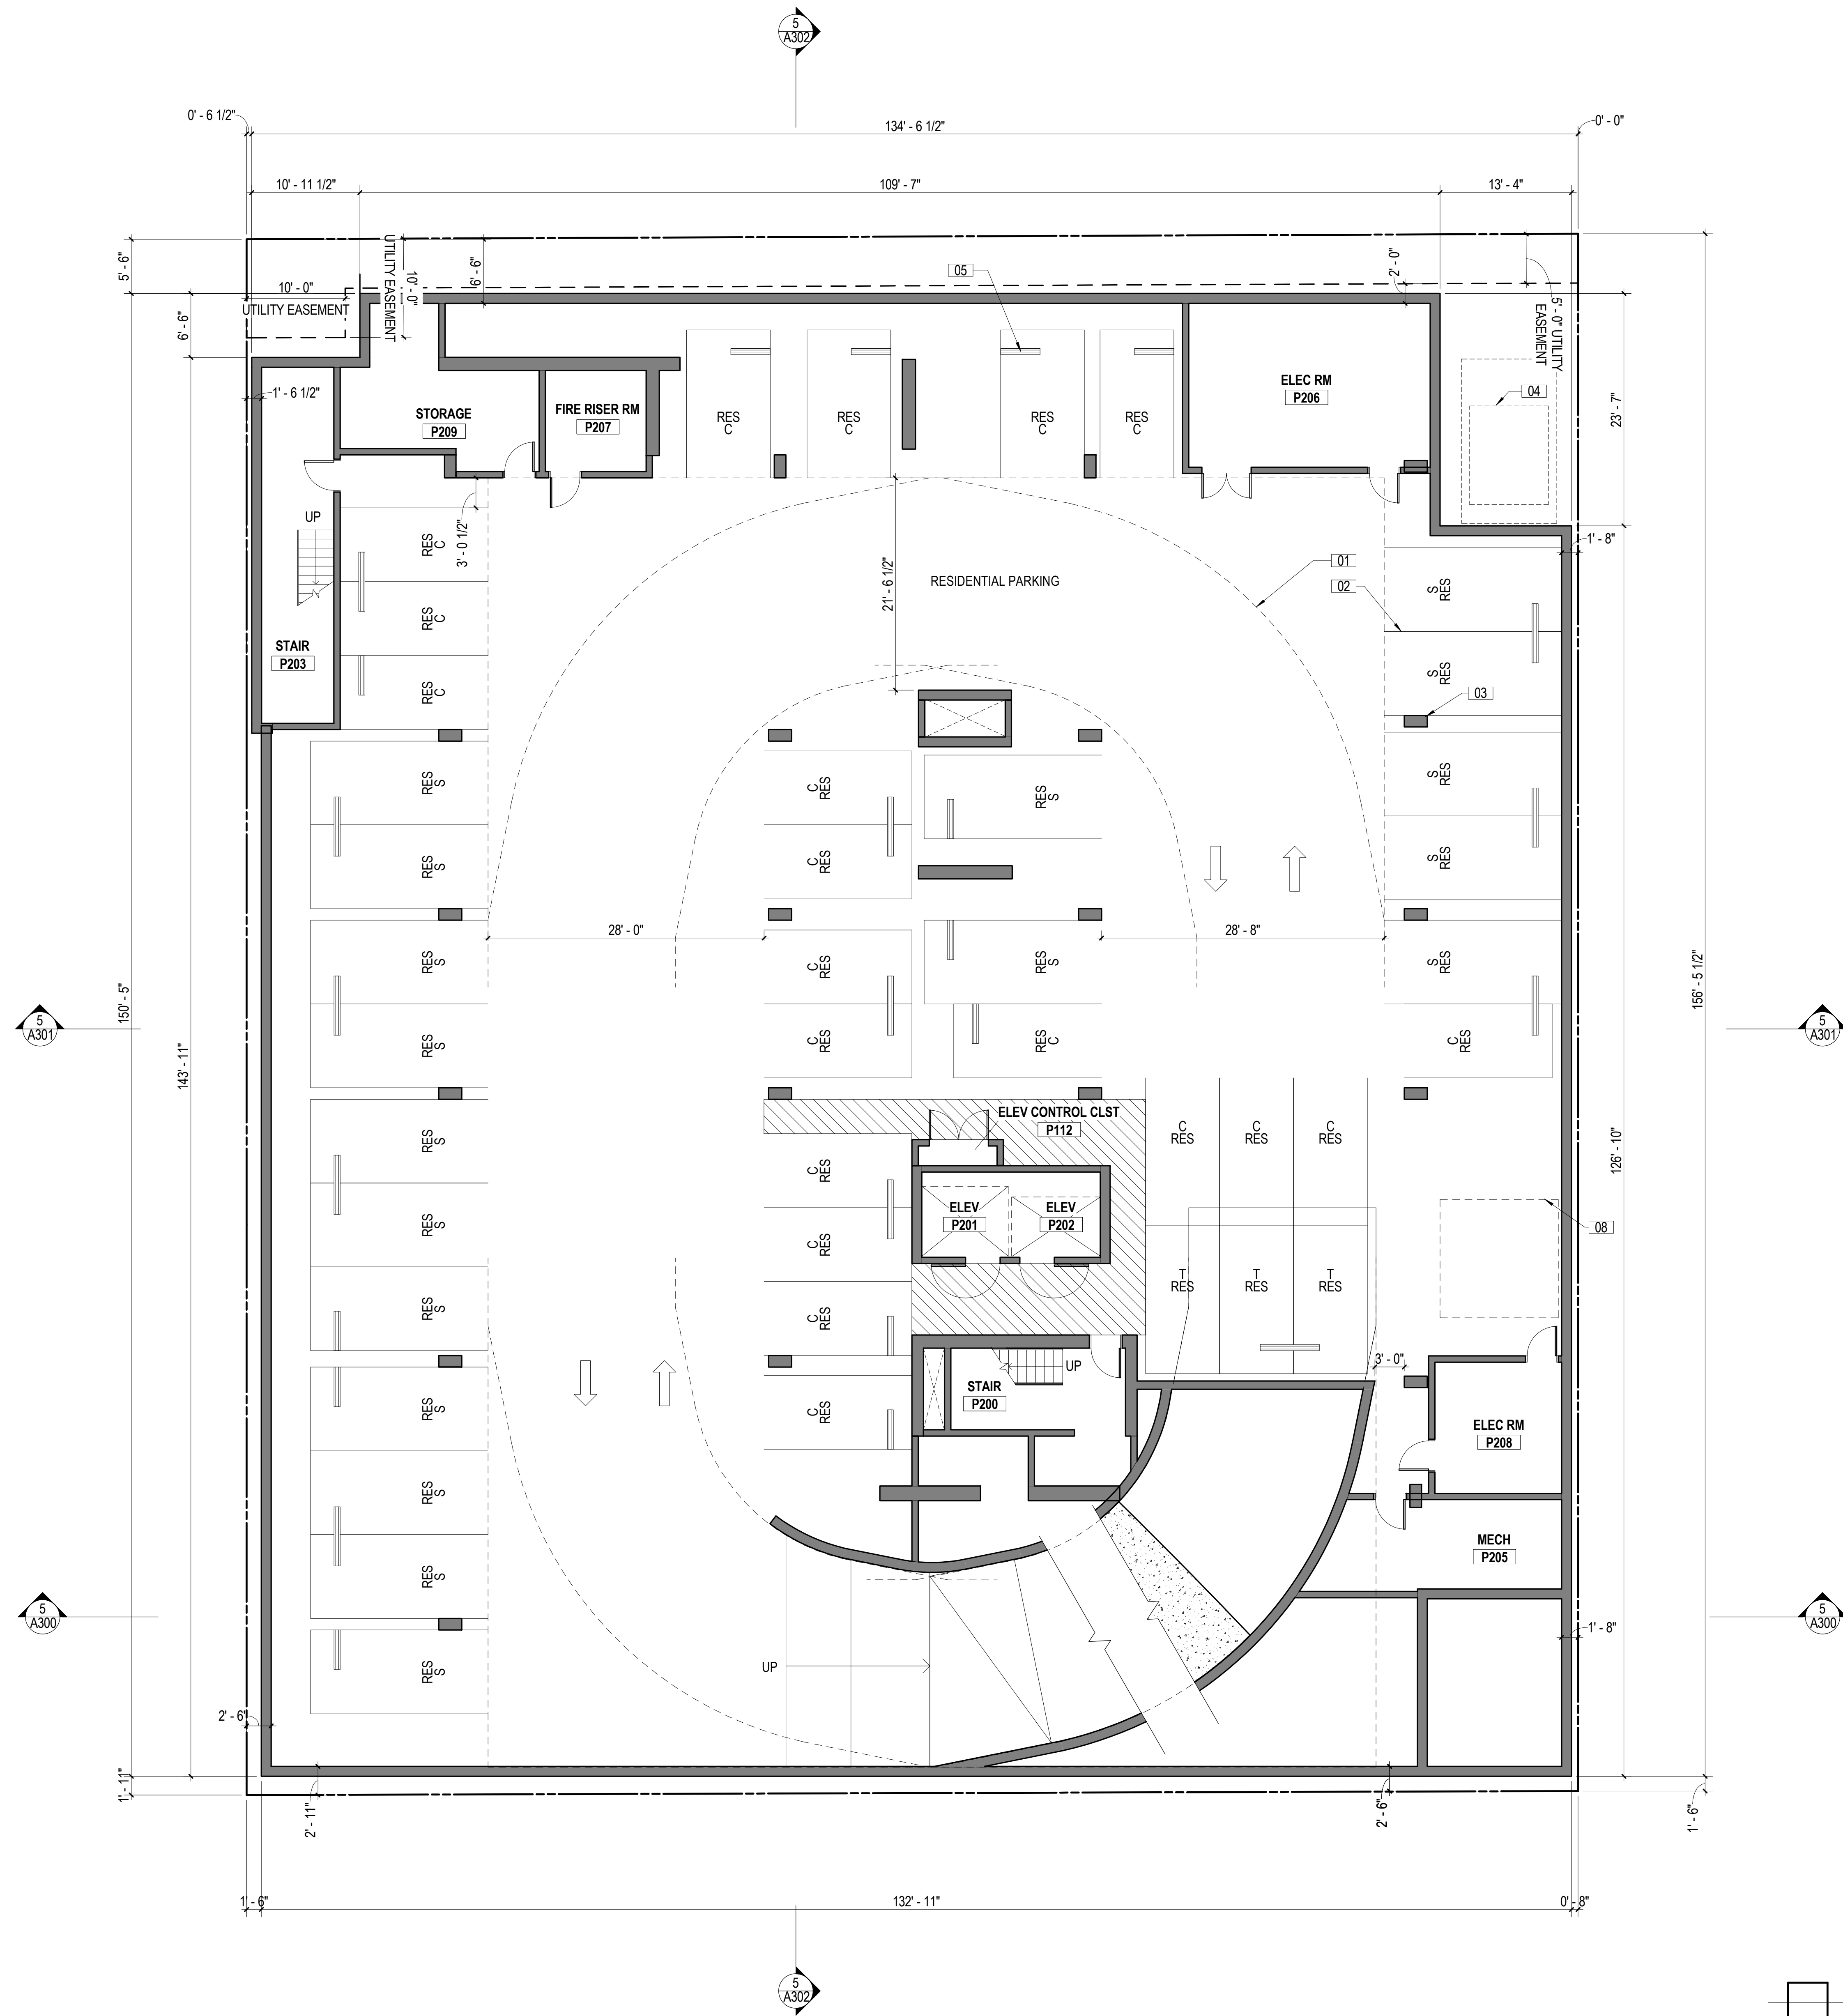 5
A302
0' - 6 1/2"
134' - 6 1/2"
0' - 0"
10' - 11 1/2"
109' - 7"
13' - 4"
5' - 6"
UTILITY EASEMENT
10' - 0"
6' - 6"
05
2' - 0"
10' - 0"
UTILITY EASEMENT
5' - 0" UTILITY
EASEMENT
6' - 6"
1' - 6 1/2"
STORAGE
P209
FIRE RISER RM
P207
RES
C
RES
C
RES
C
RES
C
ELEC RM
P206
04
23' - 7"
UP
3' - 0 1/2"
RES
C
21' - 6 1/2"
RESIDENTIAL PARKING
01
02
1' - 8"
S
RES
RES
C
STAIR
P203
RES
C
S
RES
03
RES
S
C
RES
RES
S
S
RES
RES
S
C
RES
S
RES
28' - 0"
28' - 8"
RES
S
C
RES
RES
S
S
RES
156' - 5 1/2"
150' - 5"
5
A301
RES
S
C
RES
RES
C
C
RES
5
A301
143' - 11"
ELEV CONTROL CLST
P112
RES
S
C
RES
C
RES
C
RES
C
RES
126' - 10"
ELEV
P201
ELEV
P202
RES
S
C
RES
08
T
RES
T
RES
T
RES
RES
S
C
RES
3' - 0"
UP
STAIR
P200
RES
S
C
RES
ELEC RM
P208
RES
S
MECH
P205
RES
S
5
A300
5
A300
1' - 8"
RES
S
UP
2' - 6"
1' - 11"
2' - 11"
2' - 6"
1' - 6"
1' - 6"
132' - 11"
0' - 8"
5
A302